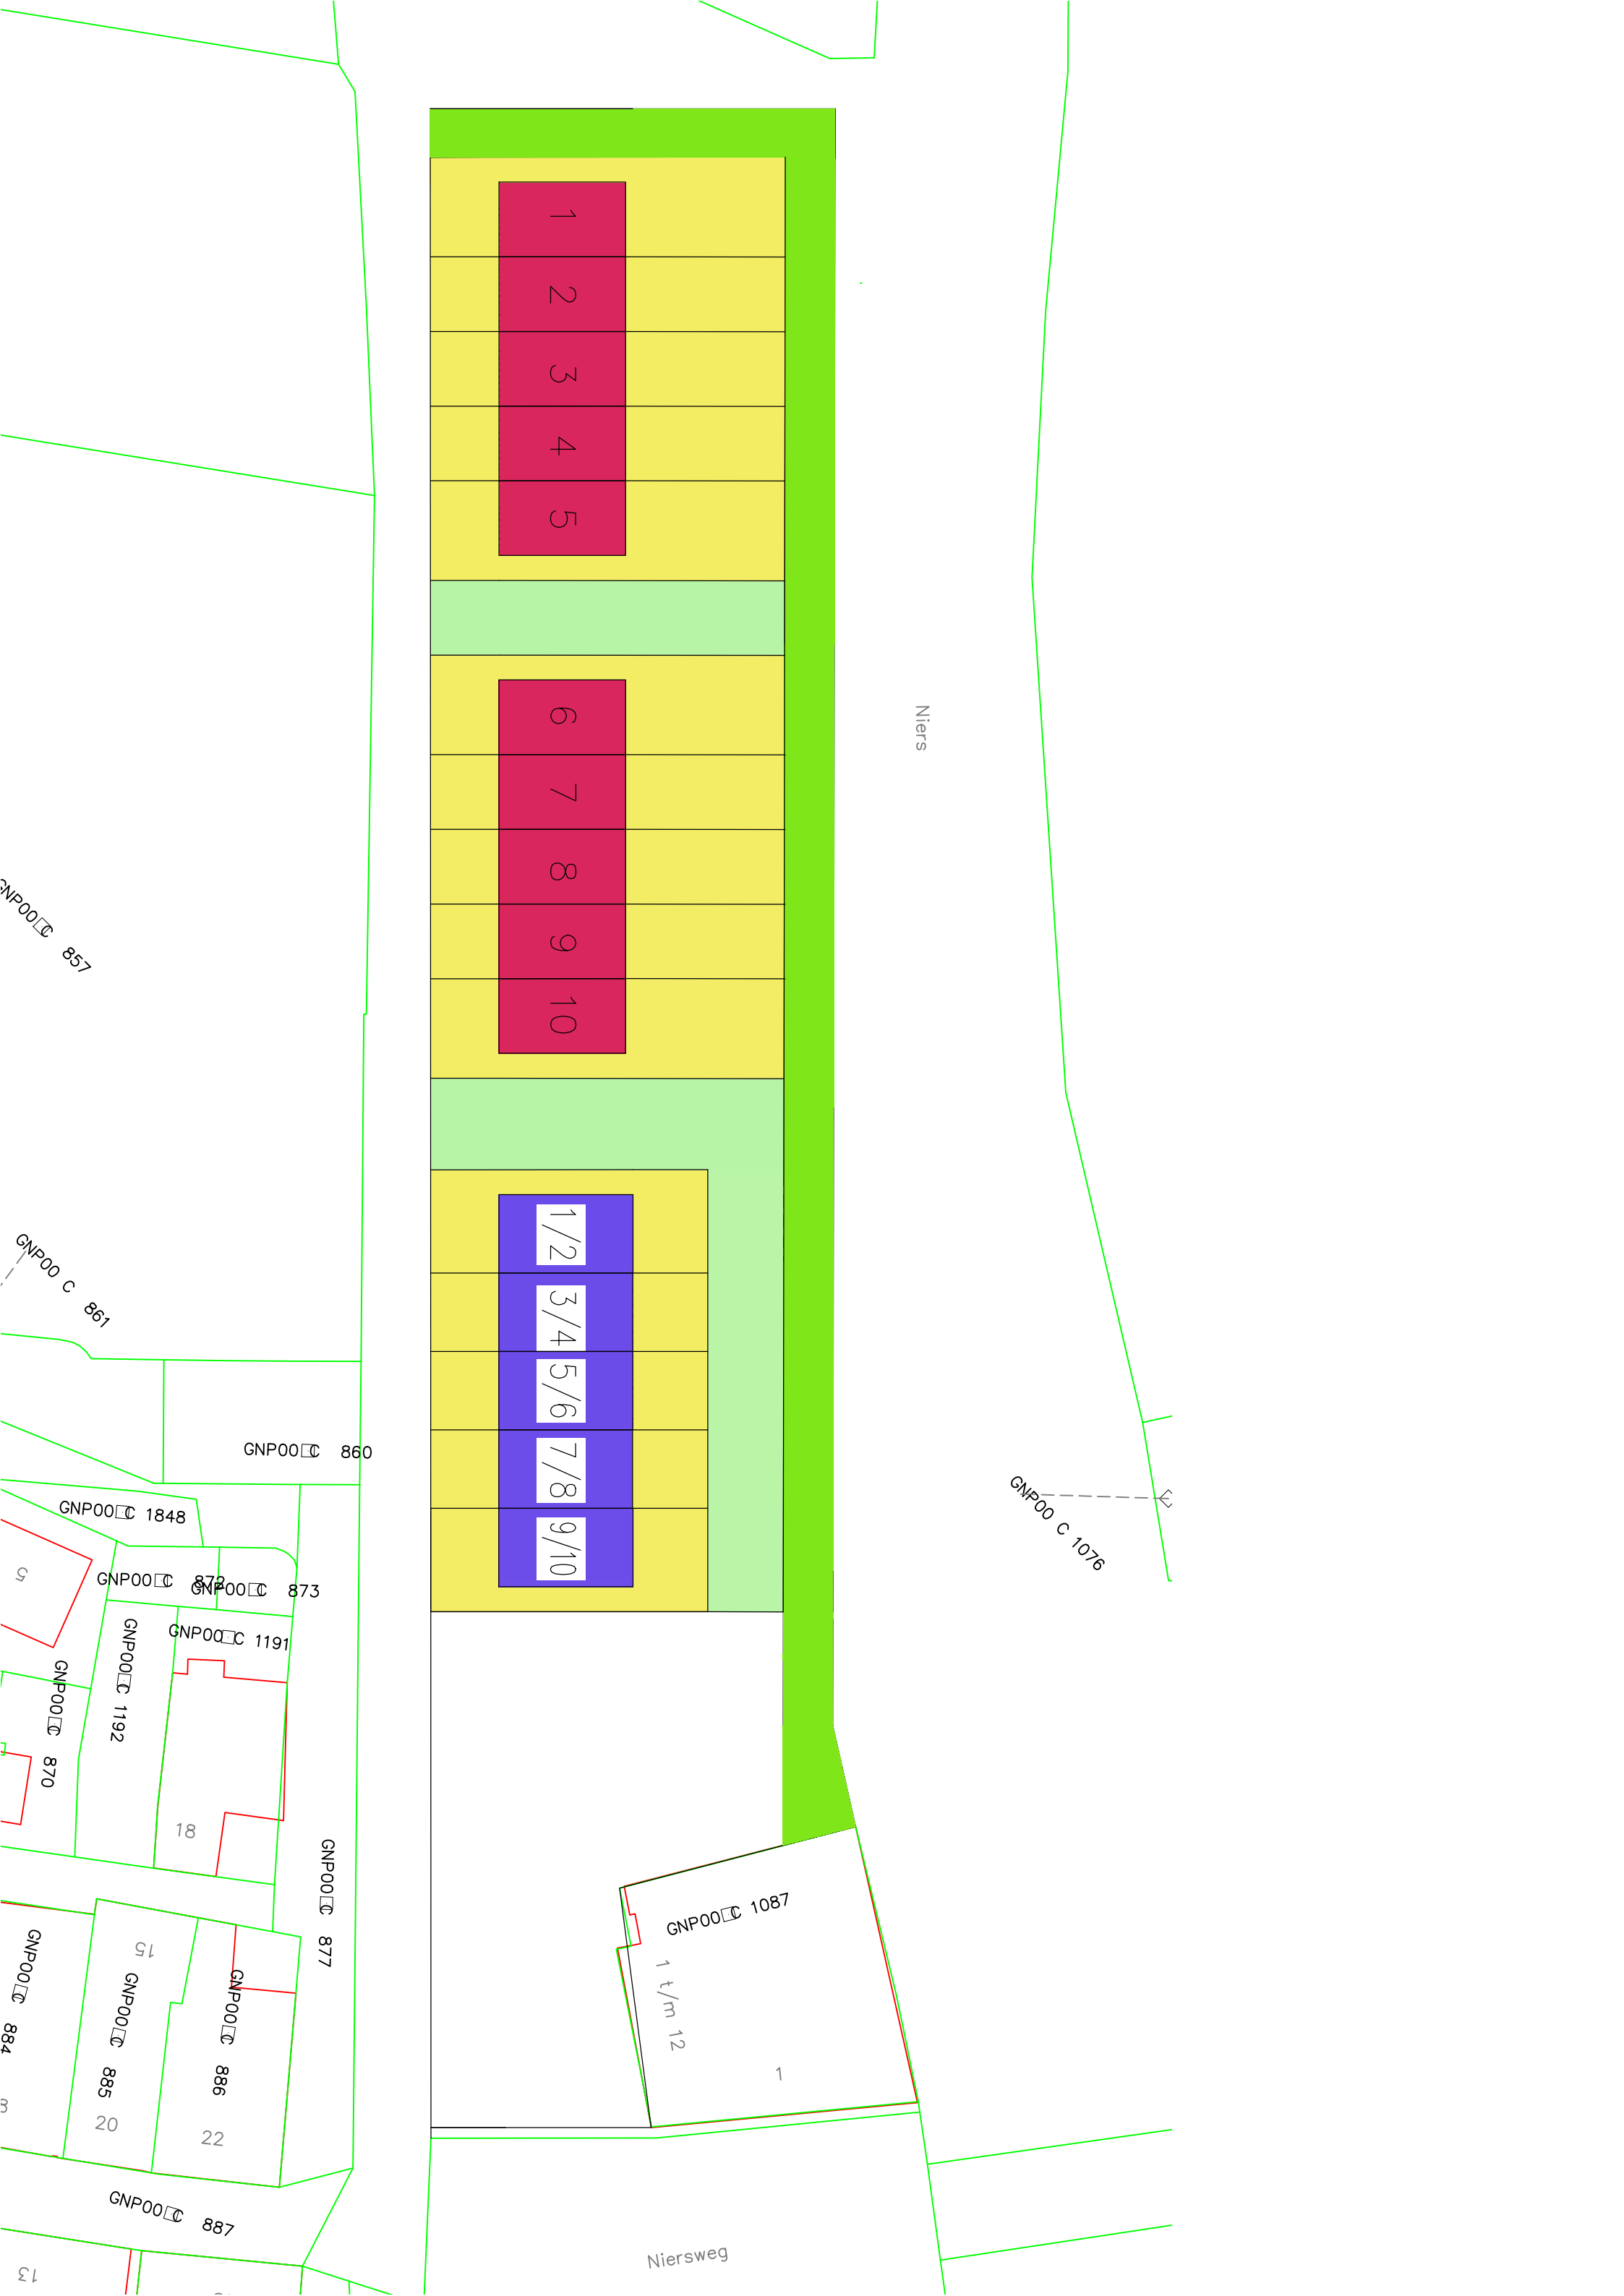 1
2
3
4
5
6
7
8
9
10
Niers
GNP00 C 857
GNP00 C 861
1/2
3/4
5/6
7/8
9/10
GNP00 C 860
GNP00 C 1848
GNP00 C 1076
5
GNP00 C 872
GNP00 C 873
GNP00 C 1191
GNP00 C 1192
GNP00 C 870
18
GNP00 C 877
GNP00 C 1087
1 t/m 12
1
15
GNP00 C 884
GNP00 C 885
GNP00 C 886
20
22
GNP00 C 887
Niersweg
13